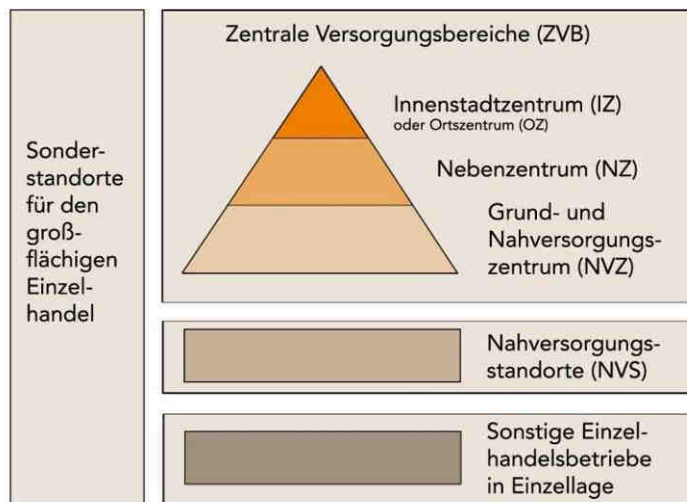 Sonder-
standorte
für den
groß-
flächigen
Einzel-
handel
Zentrale Versorgungsbereiche (ZVB)
Innenstadtzentrum (IZ)
oder Ortszentrum (OZ)
Nebenzentrum (NZ)
Grund- und
Nahversorgungs-
zentrum (NVZ)
Nahversorgungs-
standorte (NVS)
Sonstige Einzel-
handelsbetriebe
in Einzellage